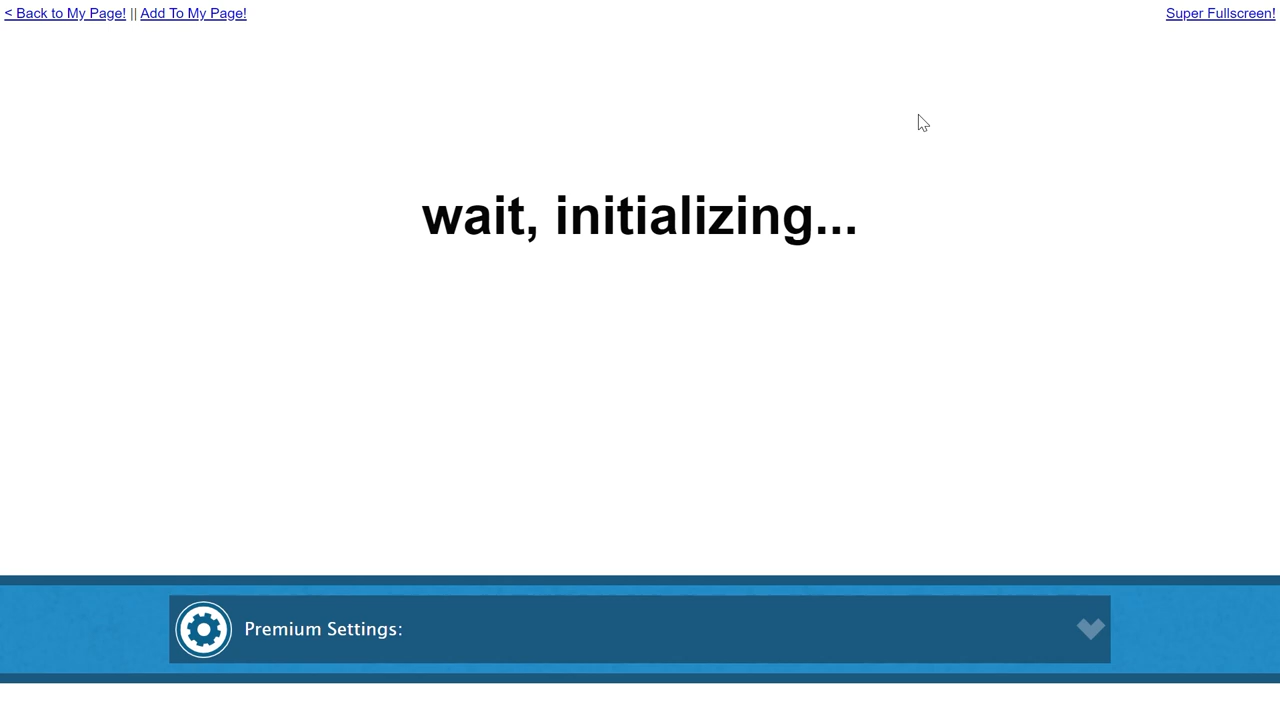 < Back to My Page! || Add To My Page! Super Fullscreen!
wait, initializing...
Premium Settings: